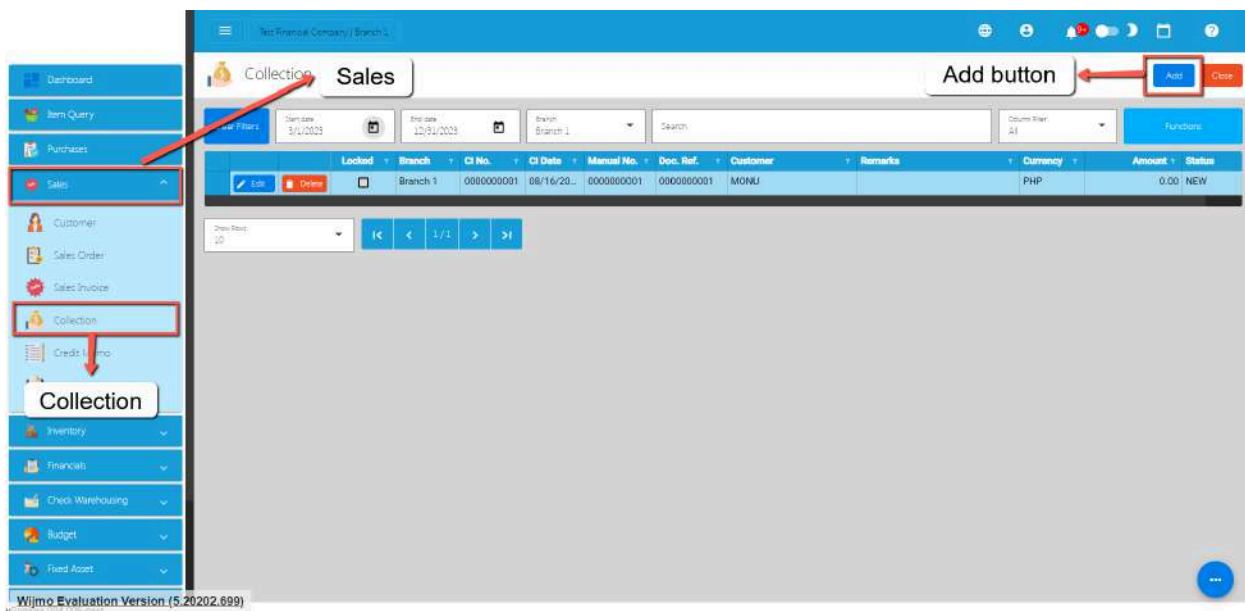 Test Financial Company | Branch 1
9+
Dashboard
Item Query
Purchases
Sales
Customer
Sales Order
Sales Invoice
Collection
Credit Memo
Collection
Inventory
Financials
Check Warehousing
Budget
Fixed Asset
Wijmo Evaluation Version (5.20202.699)
Collection
Sales
Add button
Add
Close
Filters
Start date
End date
12/31/2023
Branch
Branch 1
Search
Column Filter
All
Functions
Locked Branch CI No. CI Date Manual No. Doc. Ref. Customer Remarks Currency Amount Status
Edit Delete Branch 1 0000000001 08/16/20... 0000000001 0000000001 MONU PHP 0.00 NEW
Show Rows
10
1/1